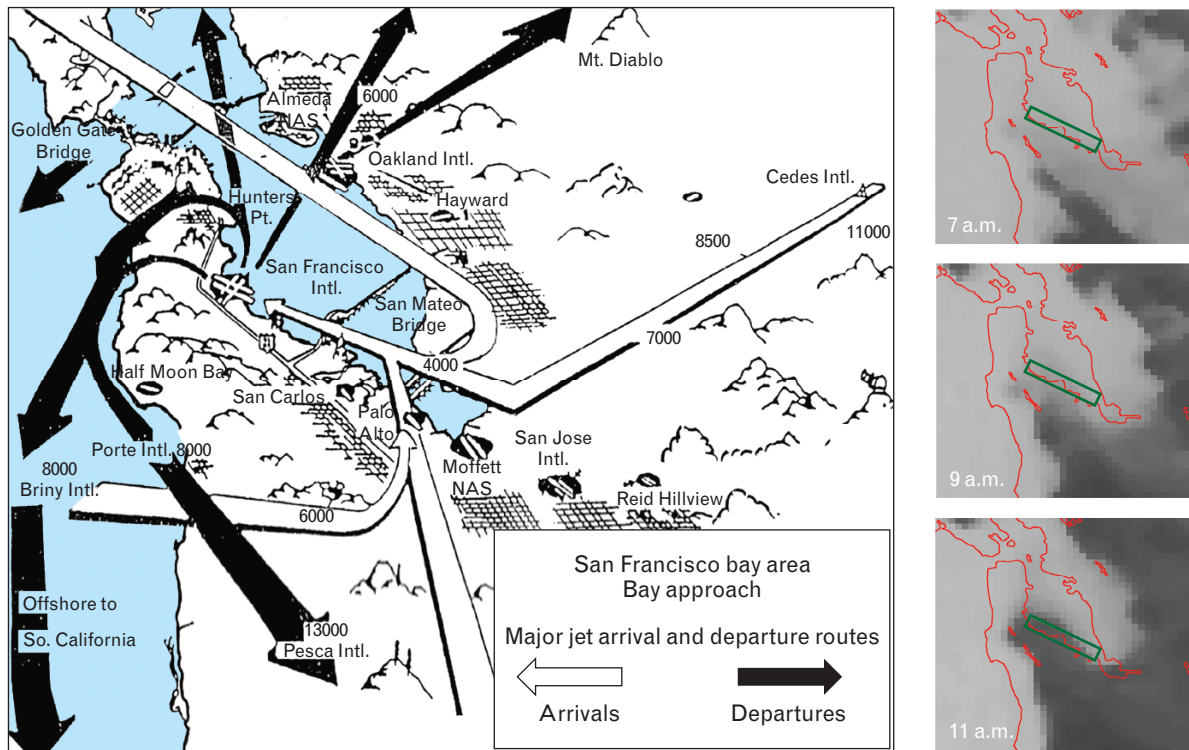 Mt. Diablo
Almeda
NAS
6000
Golden Gate
Bridge
Oakland Intl.
Cedes Intl.
Hunters
Pt.
Hayward
8500
11000
San Francisco
Intl.
San Mateo
Bridge
7000
4000
Half Moon Bay
San Carlos
Palo
Alto
San Jose
Intl.
Porte Intl.
8000
8000
Briny Intl.
Moffett
NAS
Reid Hillview
6000
Offshore to
So. California
13000
Pesca Intl.
San Francisco bay area
Bay approach
Major jet arrival and departure routes
Arrivals
Departures
7 a.m.
9 a.m.
11 a.m.